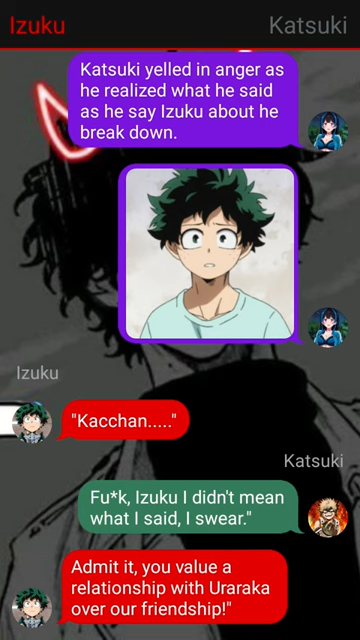 Izuku Katsuki
Katsuki yelled in anger as
he realized what he said
as he say Izuku about he
break down.
Izuku
"Kacchan....."
Katsuki
Fu*k, Izuku I didn't mean
what I said, I swear."
Admit it, you value a
relationship with Uraraka
over our friendship!"